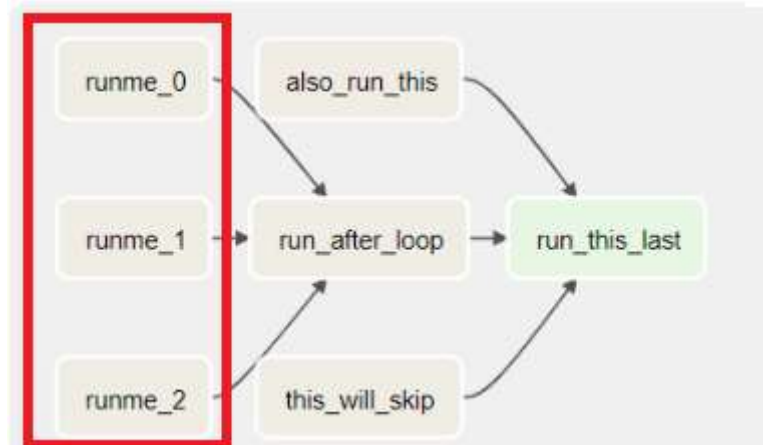 runme_0
also_run_this
runme_1
run_after_loop
run_this_last
runme_2
this_will_skip